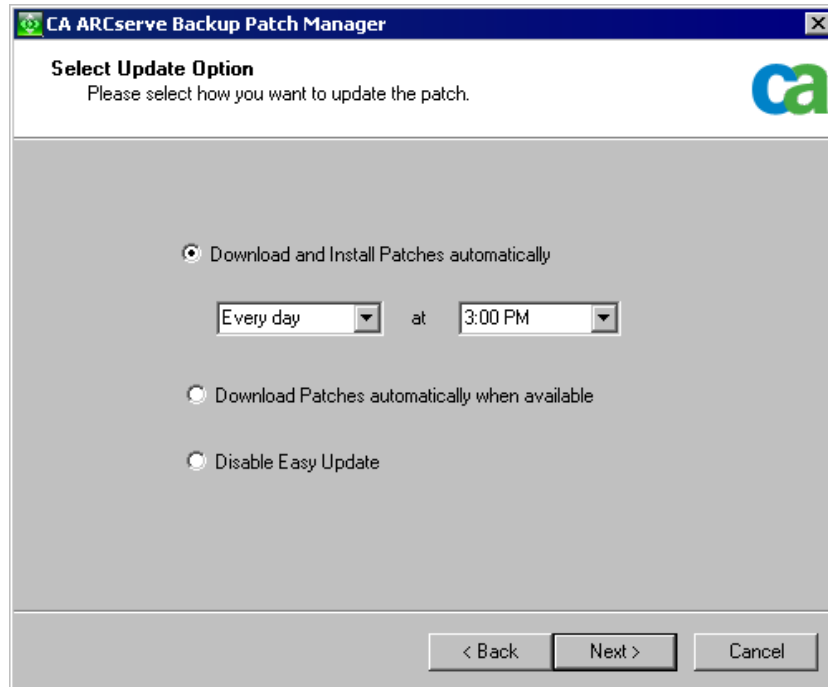 CA ARCserve Backup Patch Manager
Select Update Option
Please select how you want to update the patch.
ca
Download and Install Patches automatically
Every day at 3:00 PM
Download Patches automatically when available
Disable Easy Update
< Back Next > Cancel